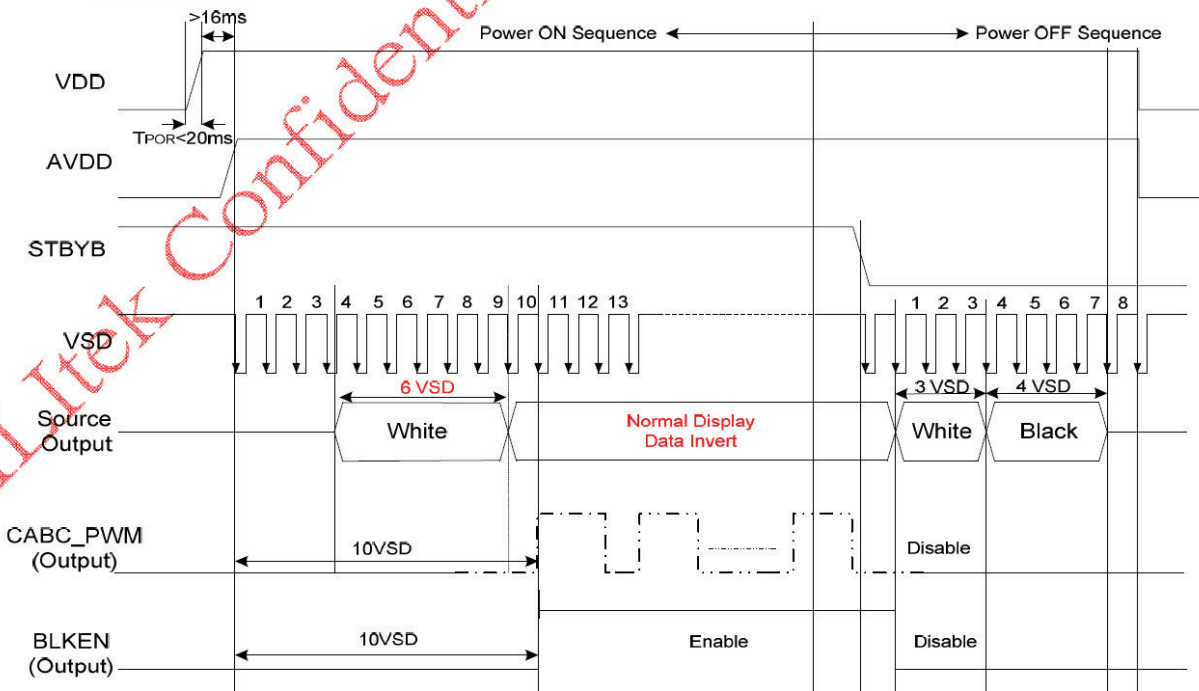 >16ms
Power ON Sequence
Power OFF Sequence
VDD
TPOR<20ms
AVDD
STBYB
1 2 3 4 5 6 7 8 9 10 11 12 13 1 2 3 4 5 6 7 8
VSD
6 VSD
3 VSD
4 VSD
Source
Output
White
Normal Display
Data Invert
White
Black
CABC_PWM
(Output)
10VSD
Disable
BLKEN
(Output)
10VSD
Enable
Disable